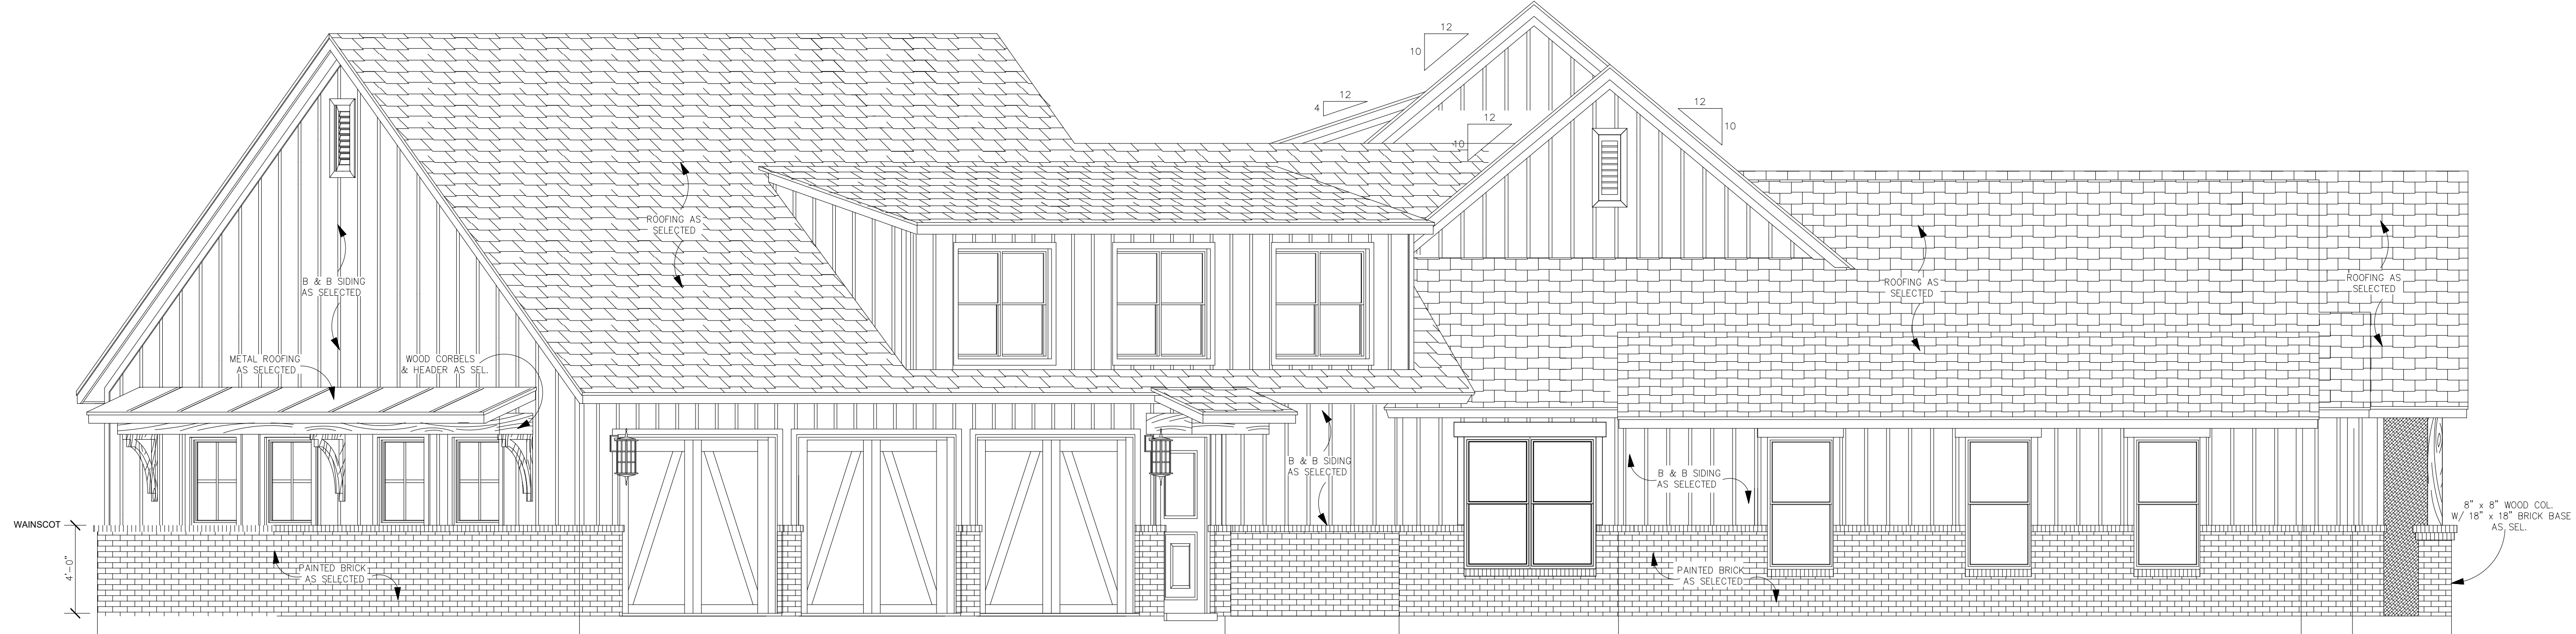 12
10
12
4
12
10
12
10
ROOFING AS
SELECTED
B & B SIDING
AS SELECTED
METAL ROOFING
AS SELECTED
WOOD CORBELS
& HEADER AS SEL.
ROOFING AS
SELECTED
ROOFING AS
SELECTED
B & B SIDING
AS SELECTED
B & B SIDING
AS SELECTED
WAINSCOT
4'-0"
PAINTED BRICK
AS SELECTED
PAINTED BRICK
AS SELECTED
8" x 8" WOOD COL.
W/ 18" x 18" BRICK BASE
AS SEL.